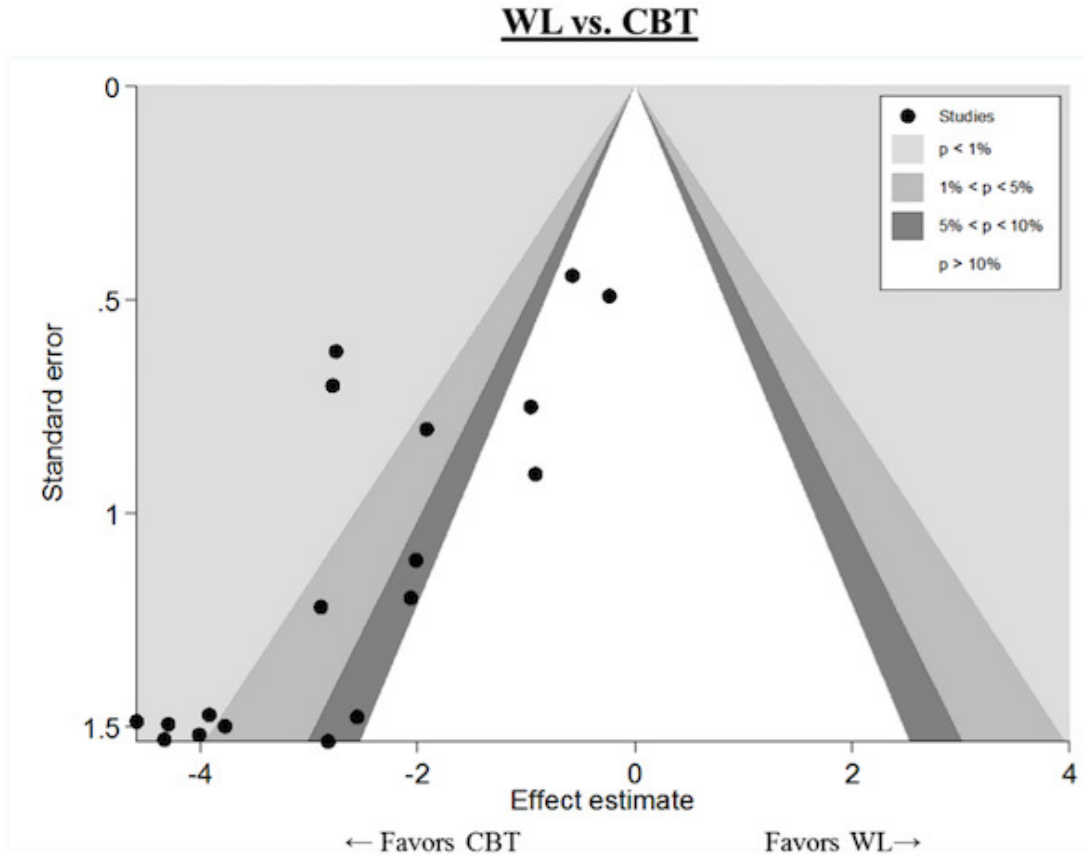 WL vs. CBT
Studies
p < 1%
1% < p < 5%
5% < p < 10%
p > 10%
Standard error
0
.5
1
1.5
-4
-2
0
2
4
Effect estimate
← Favors CBT
Favors WL→